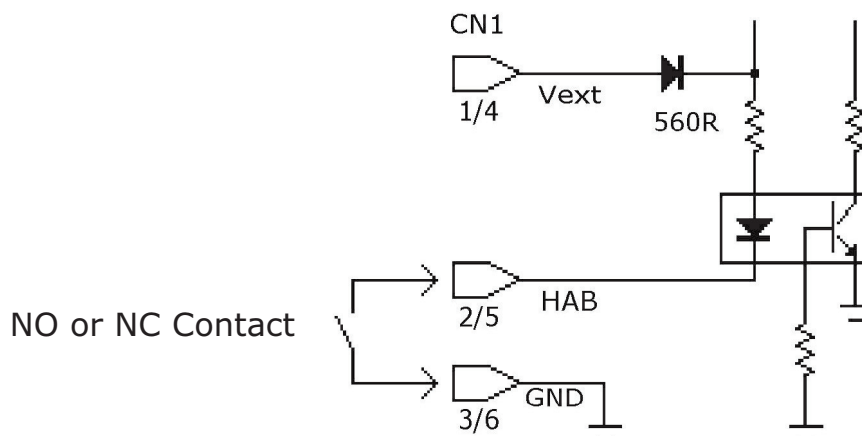 CN1
Vext
1/4
560R
HAB
2/5
NO or NC Contact
GND
3/6